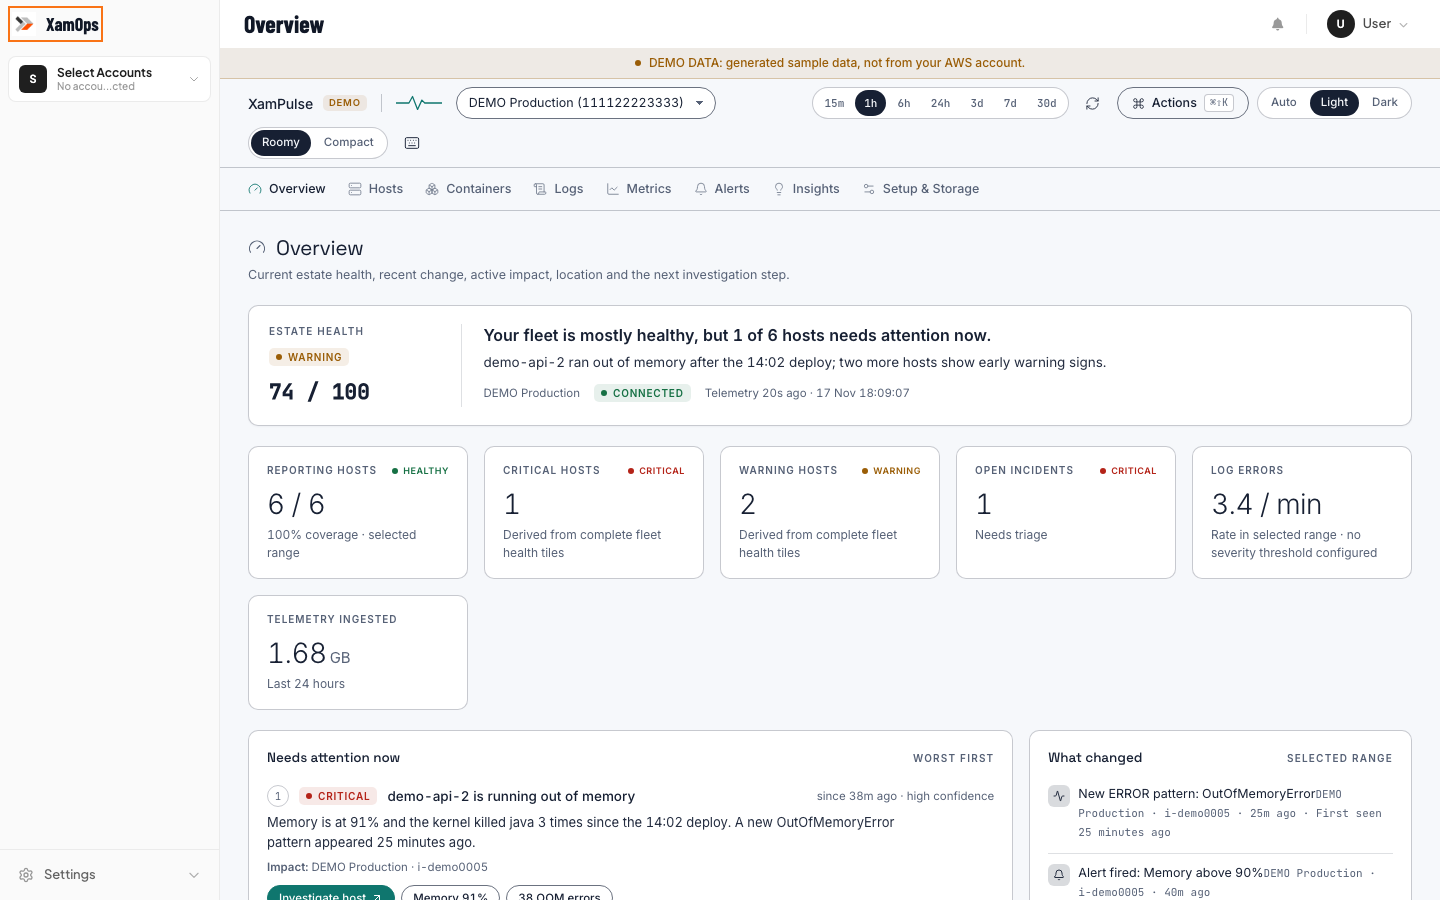 XamOps
Overview
U User
S Select Accounts
No accou...cted
DEMO DATA: generated sample data, not from your AWS account.
XamPulse DEMO DEMO Production (111122223333) 15m 1h 6h 24h 3d 7d 30d ⌘ Actions ⌘⇧K Auto Light Dark
Roomy Compact
Overview Hosts Containers Logs Metrics Alerts Insights Setup & Storage
Overview
Current estate health, recent change, active impact, location and the next investigation step.
ESTATE HEALTH
WARNING
74 / 100
Your fleet is mostly healthy, but 1 of 6 hosts needs attention now.
demo-api-2 ran out of memory after the 14:02 deploy; two more hosts show early warning signs.
DEMO Production CONNECTED Telemetry 20s ago · 17 Nov 18:09:07
REPORTING HOSTS HEALTHY
6 / 6
100% coverage · selected
range
CRITICAL HOSTS CRITICAL
1
Derived from complete fleet
health tiles
WARNING HOSTS WARNING
2
Derived from complete fleet
health tiles
OPEN INCIDENTS CRITICAL
1
Needs triage
LOG ERRORS
3.4 / min
Rate in selected range · no
severity threshold configured
TELEMETRY INGESTED
1.68 GB
Last 24 hours
Needs attention now WORST FIRST
1 CRITICAL demo-api-2 is running out of memory since 38m ago · high confidence
Memory is at 91% and the kernel killed java 3 times since the 14:02 deploy. A new OutOfMemoryError
pattern appeared 25 minutes ago.
Impact: DEMO Production · i-demo0005
Investigate host Memory 91% 38 OOM errors
What changed SELECTED RANGE
New ERROR pattern: OutOfMemoryErrorDEMO
Production · i-demo0005 · 25m ago · First seen
25 minutes ago
Alert fired: Memory above 90%DEMO Production ·
i-demo0005 · 40m ago
Settings